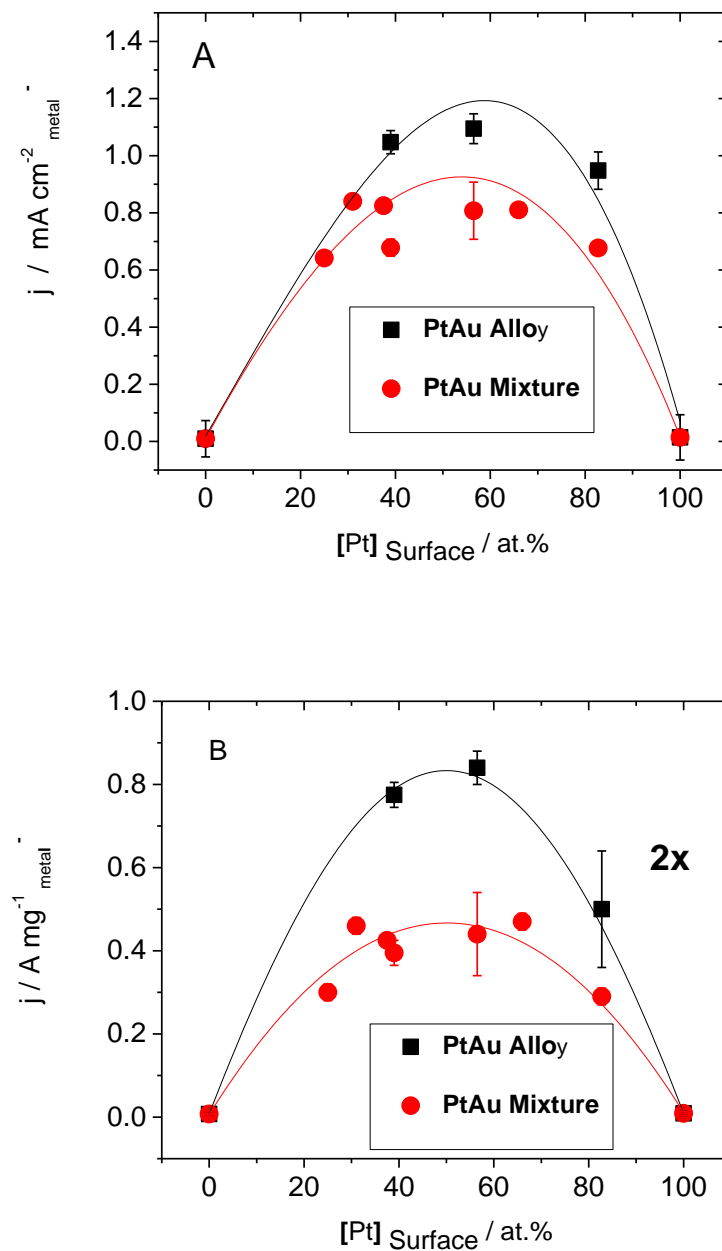 A
1.4
1.2
1.0
0.8
0.6
0.4
0.2
0.0
j / mA cm-2 metal -
PtAu Alloy
PtAu Mixture
0 20 40 60 80 100
[Pt] Surface / at.%
B
1.0
0.8
0.6
0.4
0.2
0.0
j / A mg-1 metal -
2x
PtAu Alloy
PtAu Mixture
0 20 40 60 80 100
[Pt] Surface / at.%